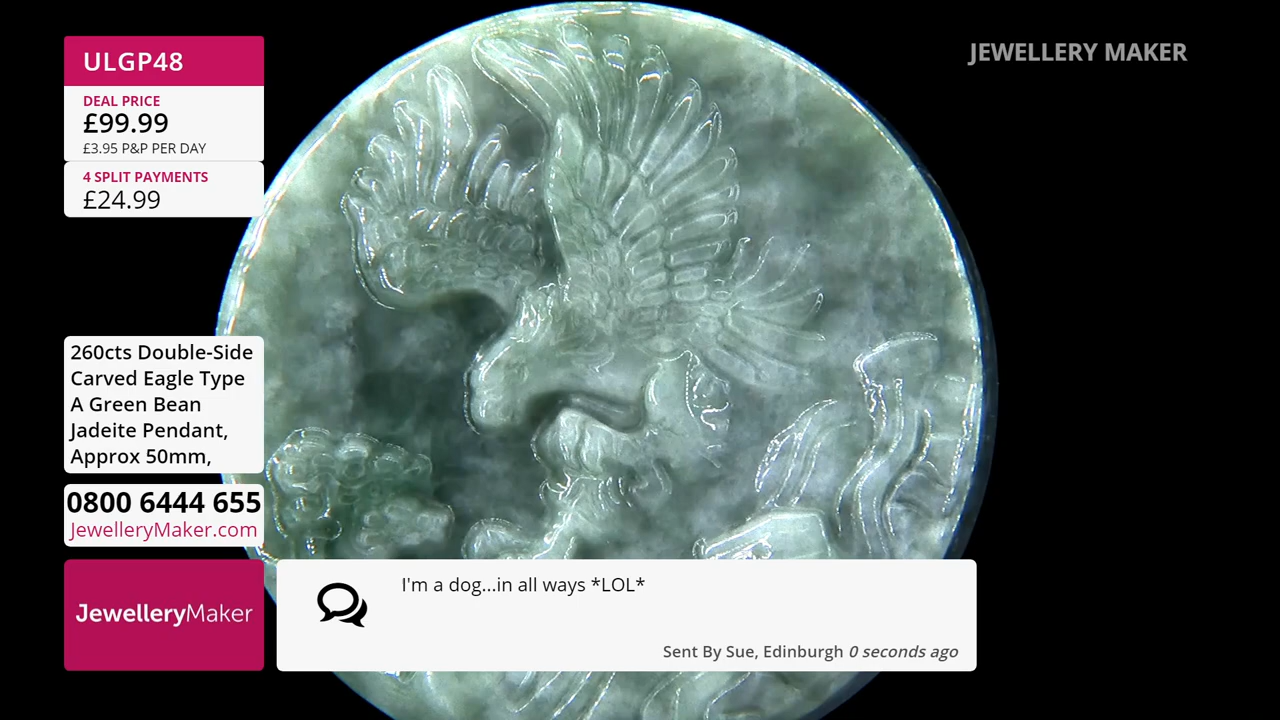 ULGP48
DEAL PRICE
£99.99
£3.95 P&P PER DAY
4 SPLIT PAYMENTS
£24.99
JEWELLERY MAKER
260cts Double-Side
Carved Eagle Type
A Green Bean
Jadeite Pendant,
Approx 50mm,
0800 6444 655
JewelleryMaker.com
JewelleryMaker
I'm a dog...in all ways *LOL*
Sent By Sue, Edinburgh 0 seconds ago